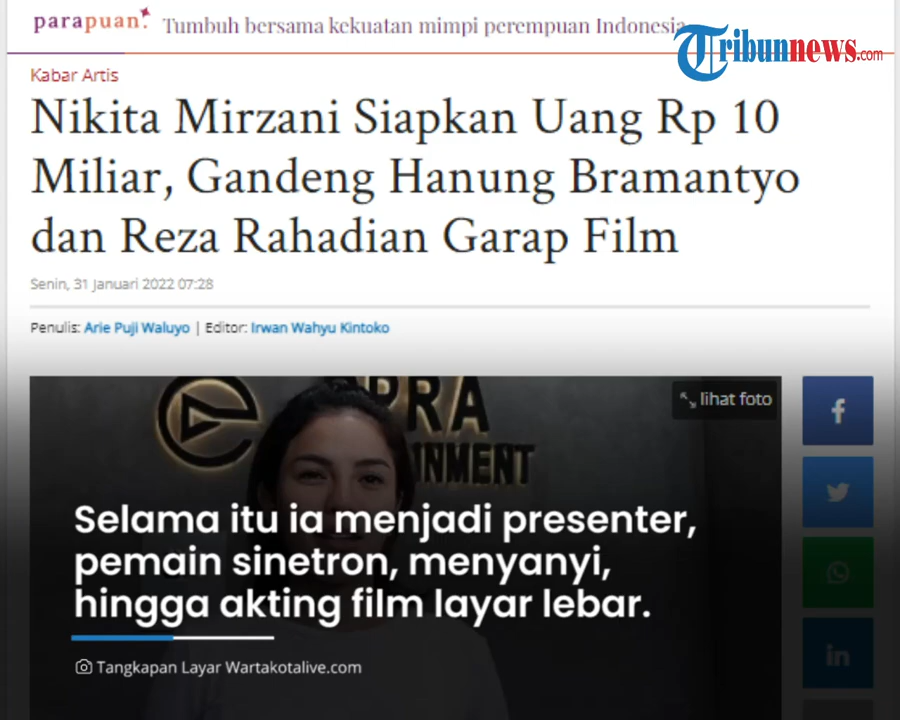 parapuan.
Tumbuh bersama kekuatan mimpi perempuan Indonesia
Tribunnews.com
Kabar Artis
Nikita Mirzani Siapkan Uang Rp 10
Miliar, Gandeng Hanung Bramantyo
dan Reza Rahadian Garap Film
Senin, 31 Januari 2022 07:28
Penulis: Arie Puji Waluyo | Editor: Irwan Wahyu Kintoko
lihat foto
Selama itu ia menjadi presenter,
pemain sinetron, menyanyi,
hingga akting film layar lebar.
Tangkapan Layar Wartakotalive.com